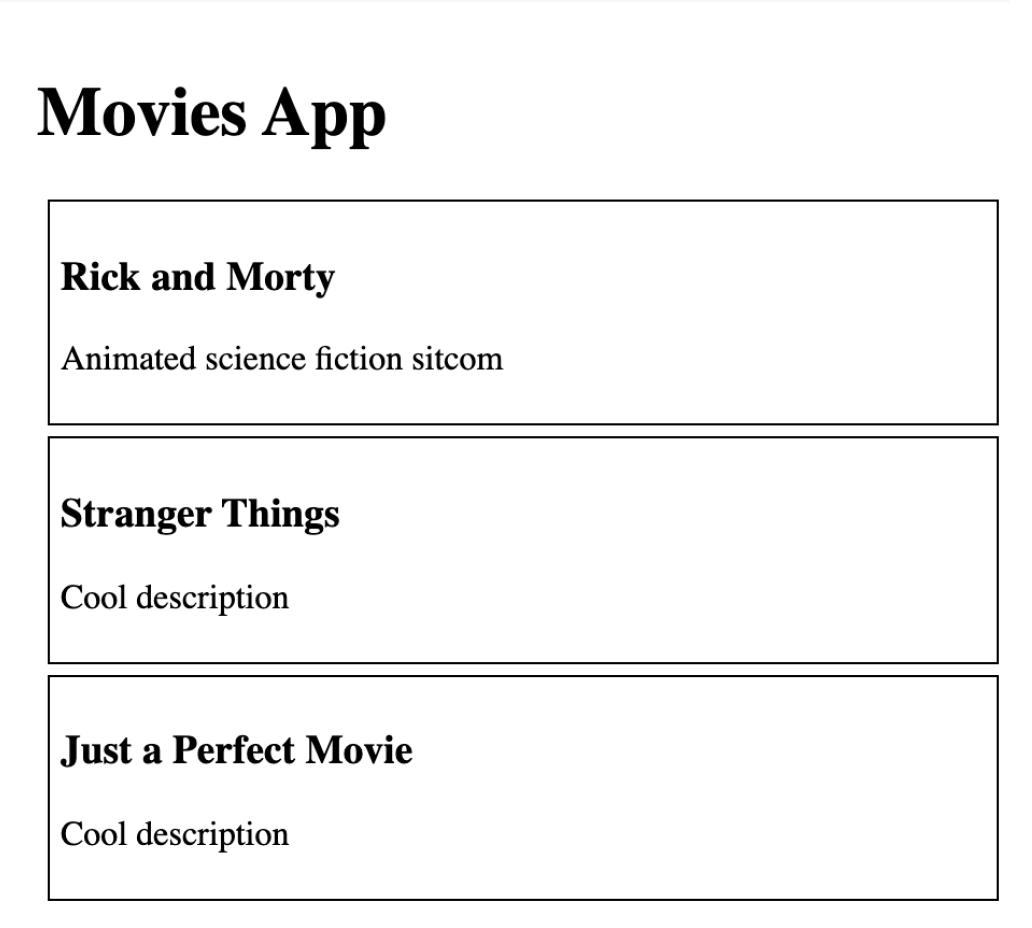 Movies App
Rick and Morty
Animated science fiction sitcom
Stranger Things
Cool description
Just a Perfect Movie
Cool description